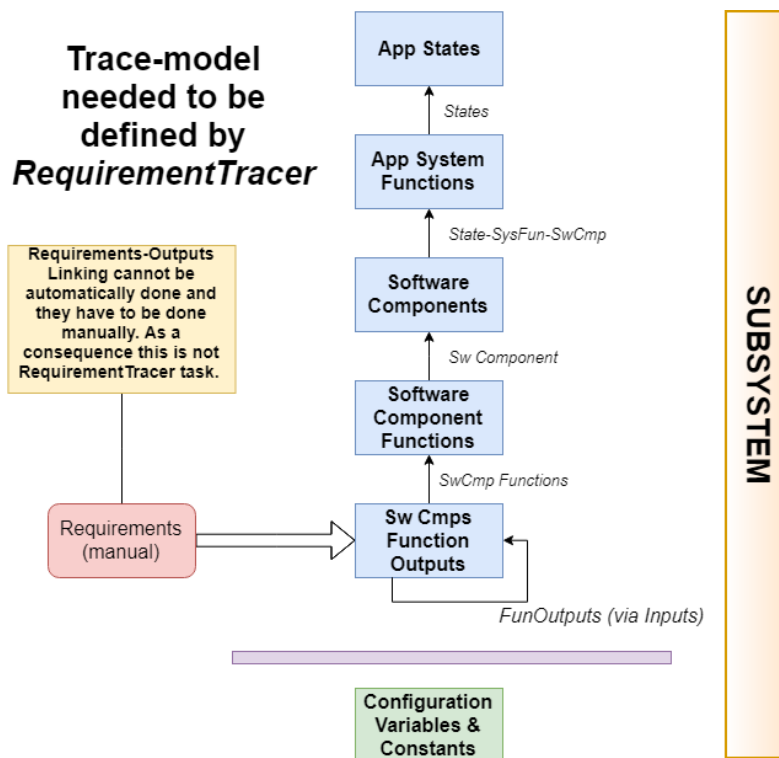 Trace-model
needed to be
defined by
RequirementTracer
App States
States
App System
Functions
State-SysFun-SwCmp
Requirements-Outputs
Linking cannot be
automatically done and
they have to be done
manually. As a
consequence this is not
RequirementTracer task.
Software
Components
Sw Component
Software
Component
Functions
SwCmp Functions
Requirements
(manual)
Sw Cmps
Function
Outputs
FunOutputs (via Inputs)
Configuration
Variables &
Constants
SUBSYSTEM